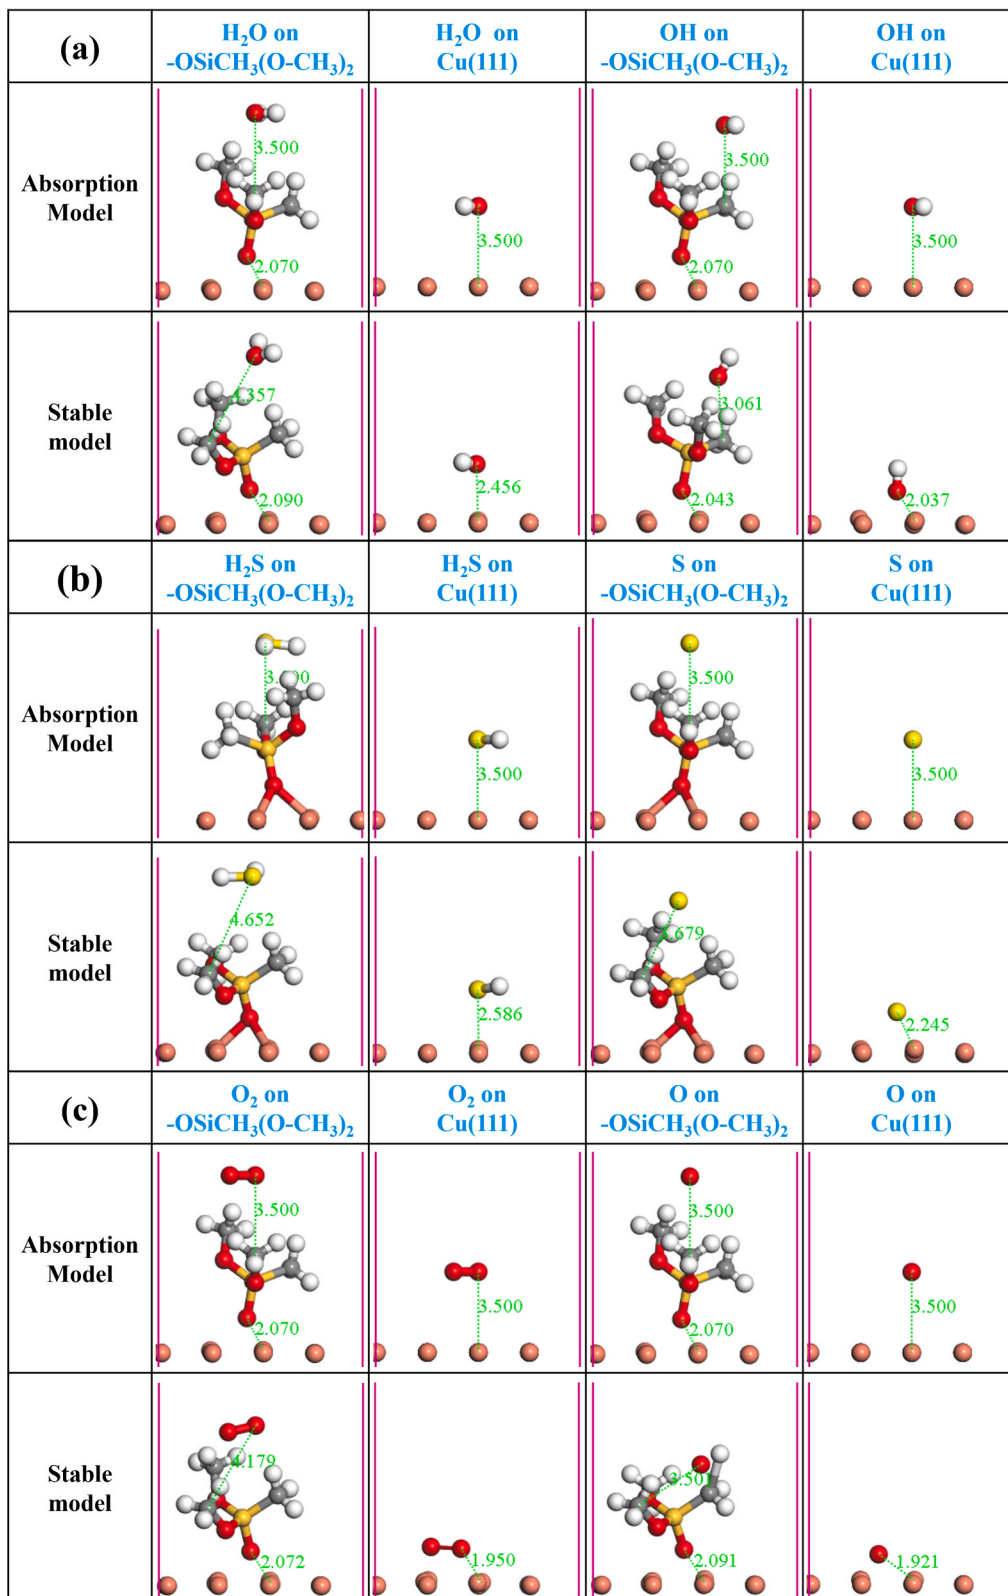 (a)
H₂O on
-OSiCH₃(O-CH₃)₂
H₂O on
Cu(111)
OH on
-OSiCH₃(O-CH₃)₂
OH on
Cu(111)
Absorption
Model
3.500
2.070
3.500
3.500
2.070
3.500
Stable
model
4.357
2.090
2.456
3.061
2.043
2.037
(b)
H₂S on
-OSiCH₃(O-CH₃)₂
H₂S on
Cu(111)
S on
-OSiCH₃(O-CH₃)₂
S on
Cu(111)
Absorption
Model
3.500
3.500
3.500
3.500
Stable
model
4.652
2.586
2.245
(c)
O₂ on
-OSiCH₃(O-CH₃)₂
O₂ on
Cu(111)
O on
-OSiCH₃(O-CH₃)₂
O on
Cu(111)
Absorption
Model
3.500
2.070
3.500
3.500
2.070
3.500
Stable
model
4.179
2.072
1.950
3.501
2.091
1.921